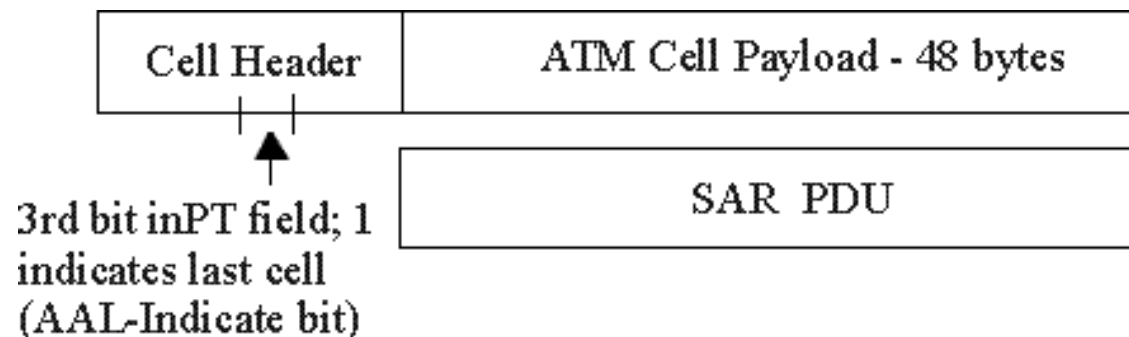 Cell Header
ATM Cell Payload - 48 bytes
SAR PDU
3rd bit inPT field; 1
indicates last cell
(AAL-Indicate bit)